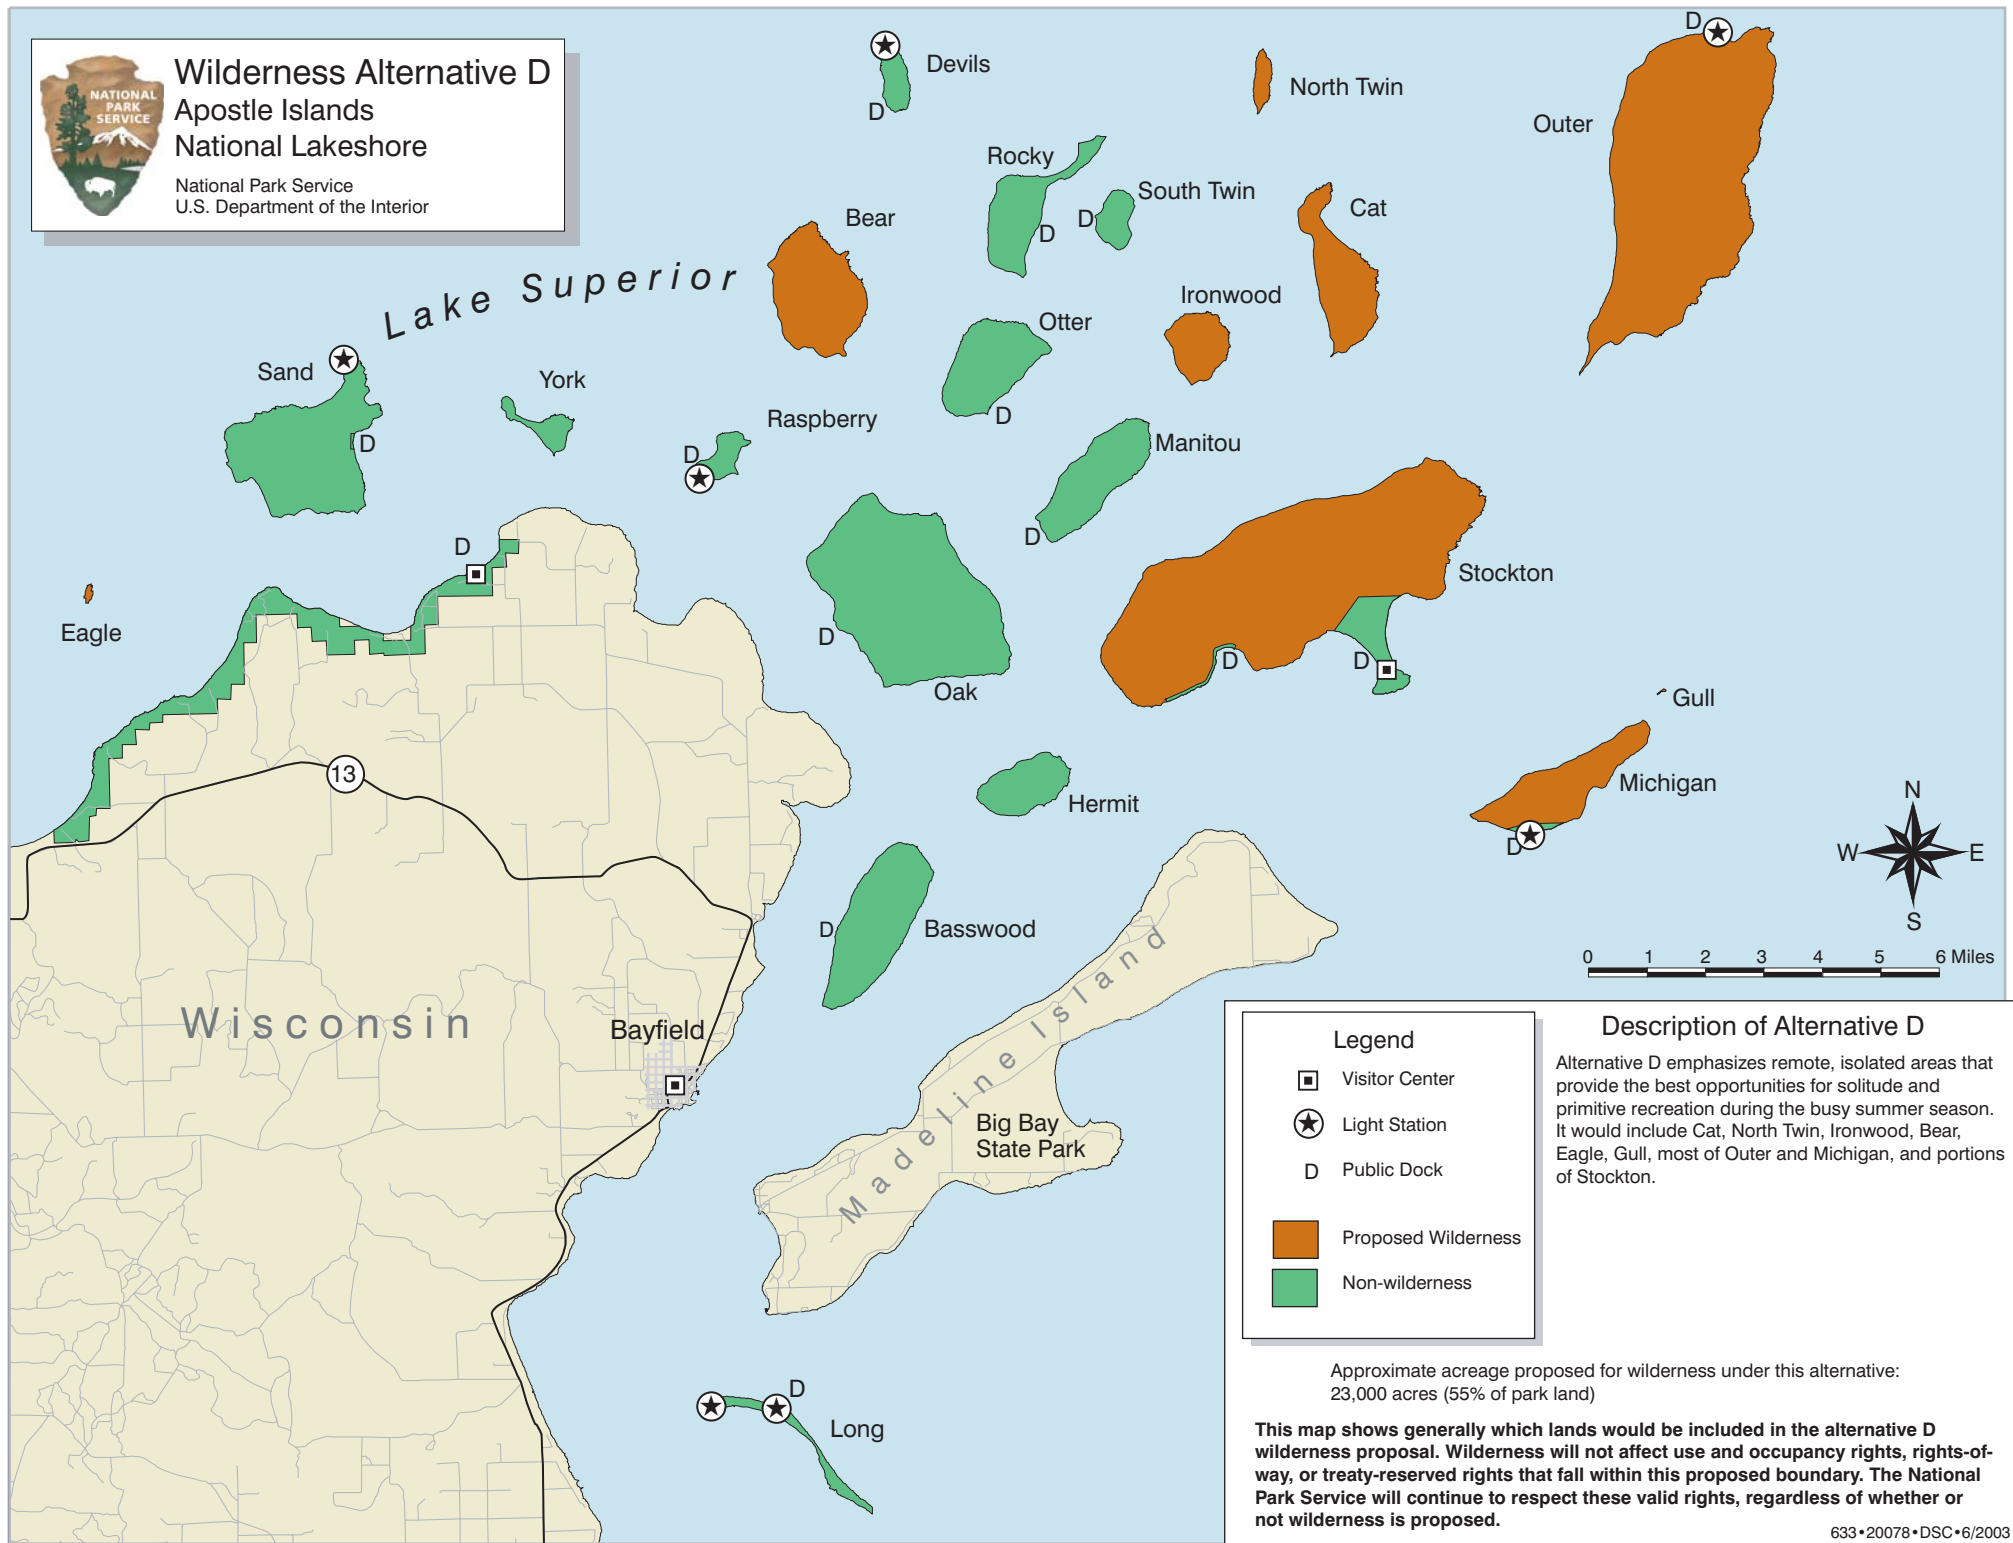 Wilderness Alternative D
Apostle Islands
National Lakeshore
National Park Service
U.S. Department of the Interior
NATIONAL
PARK
SERVICE
Devils
D
North Twin
D
Outer
Rocky
D
South Twin
D
Cat
Bear
Lake Superior
Ironwood
Otter
D
Sand
D
York
Raspberry
D
Manitou
D
Stockton
D
D
D
Eagle
Oak
D
Gull
Michigan
D
13
Hermit
Basswood
D
N
W
E
S
0 1 2 3 4 5 6 Miles
Wisconsin
Bayfield
Madeline Island
Big Bay
State Park
D
Long
Legend
Visitor Center
Light Station
D Public Dock
Proposed Wilderness
Non-wilderness
Description of Alternative D
Alternative D emphasizes remote, isolated areas that
provide the best opportunities for solitude and
primitive recreation during the busy summer season.
It would include Cat, North Twin, Ironwood, Bear,
Eagle, Gull, most of Outer and Michigan, and portions
of Stockton.
Approximate acreage proposed for wilderness under this alternative:
23,000 acres (55% of park land)
This map shows generally which lands would be included in the alternative D
wilderness proposal. Wilderness will not affect use and occupancy rights, rights-of-
way, or treaty-reserved rights that fall within this proposed boundary. The National
Park Service will continue to respect these valid rights, regardless of whether or
not wilderness is proposed.
633•20078•DSC•6/2003